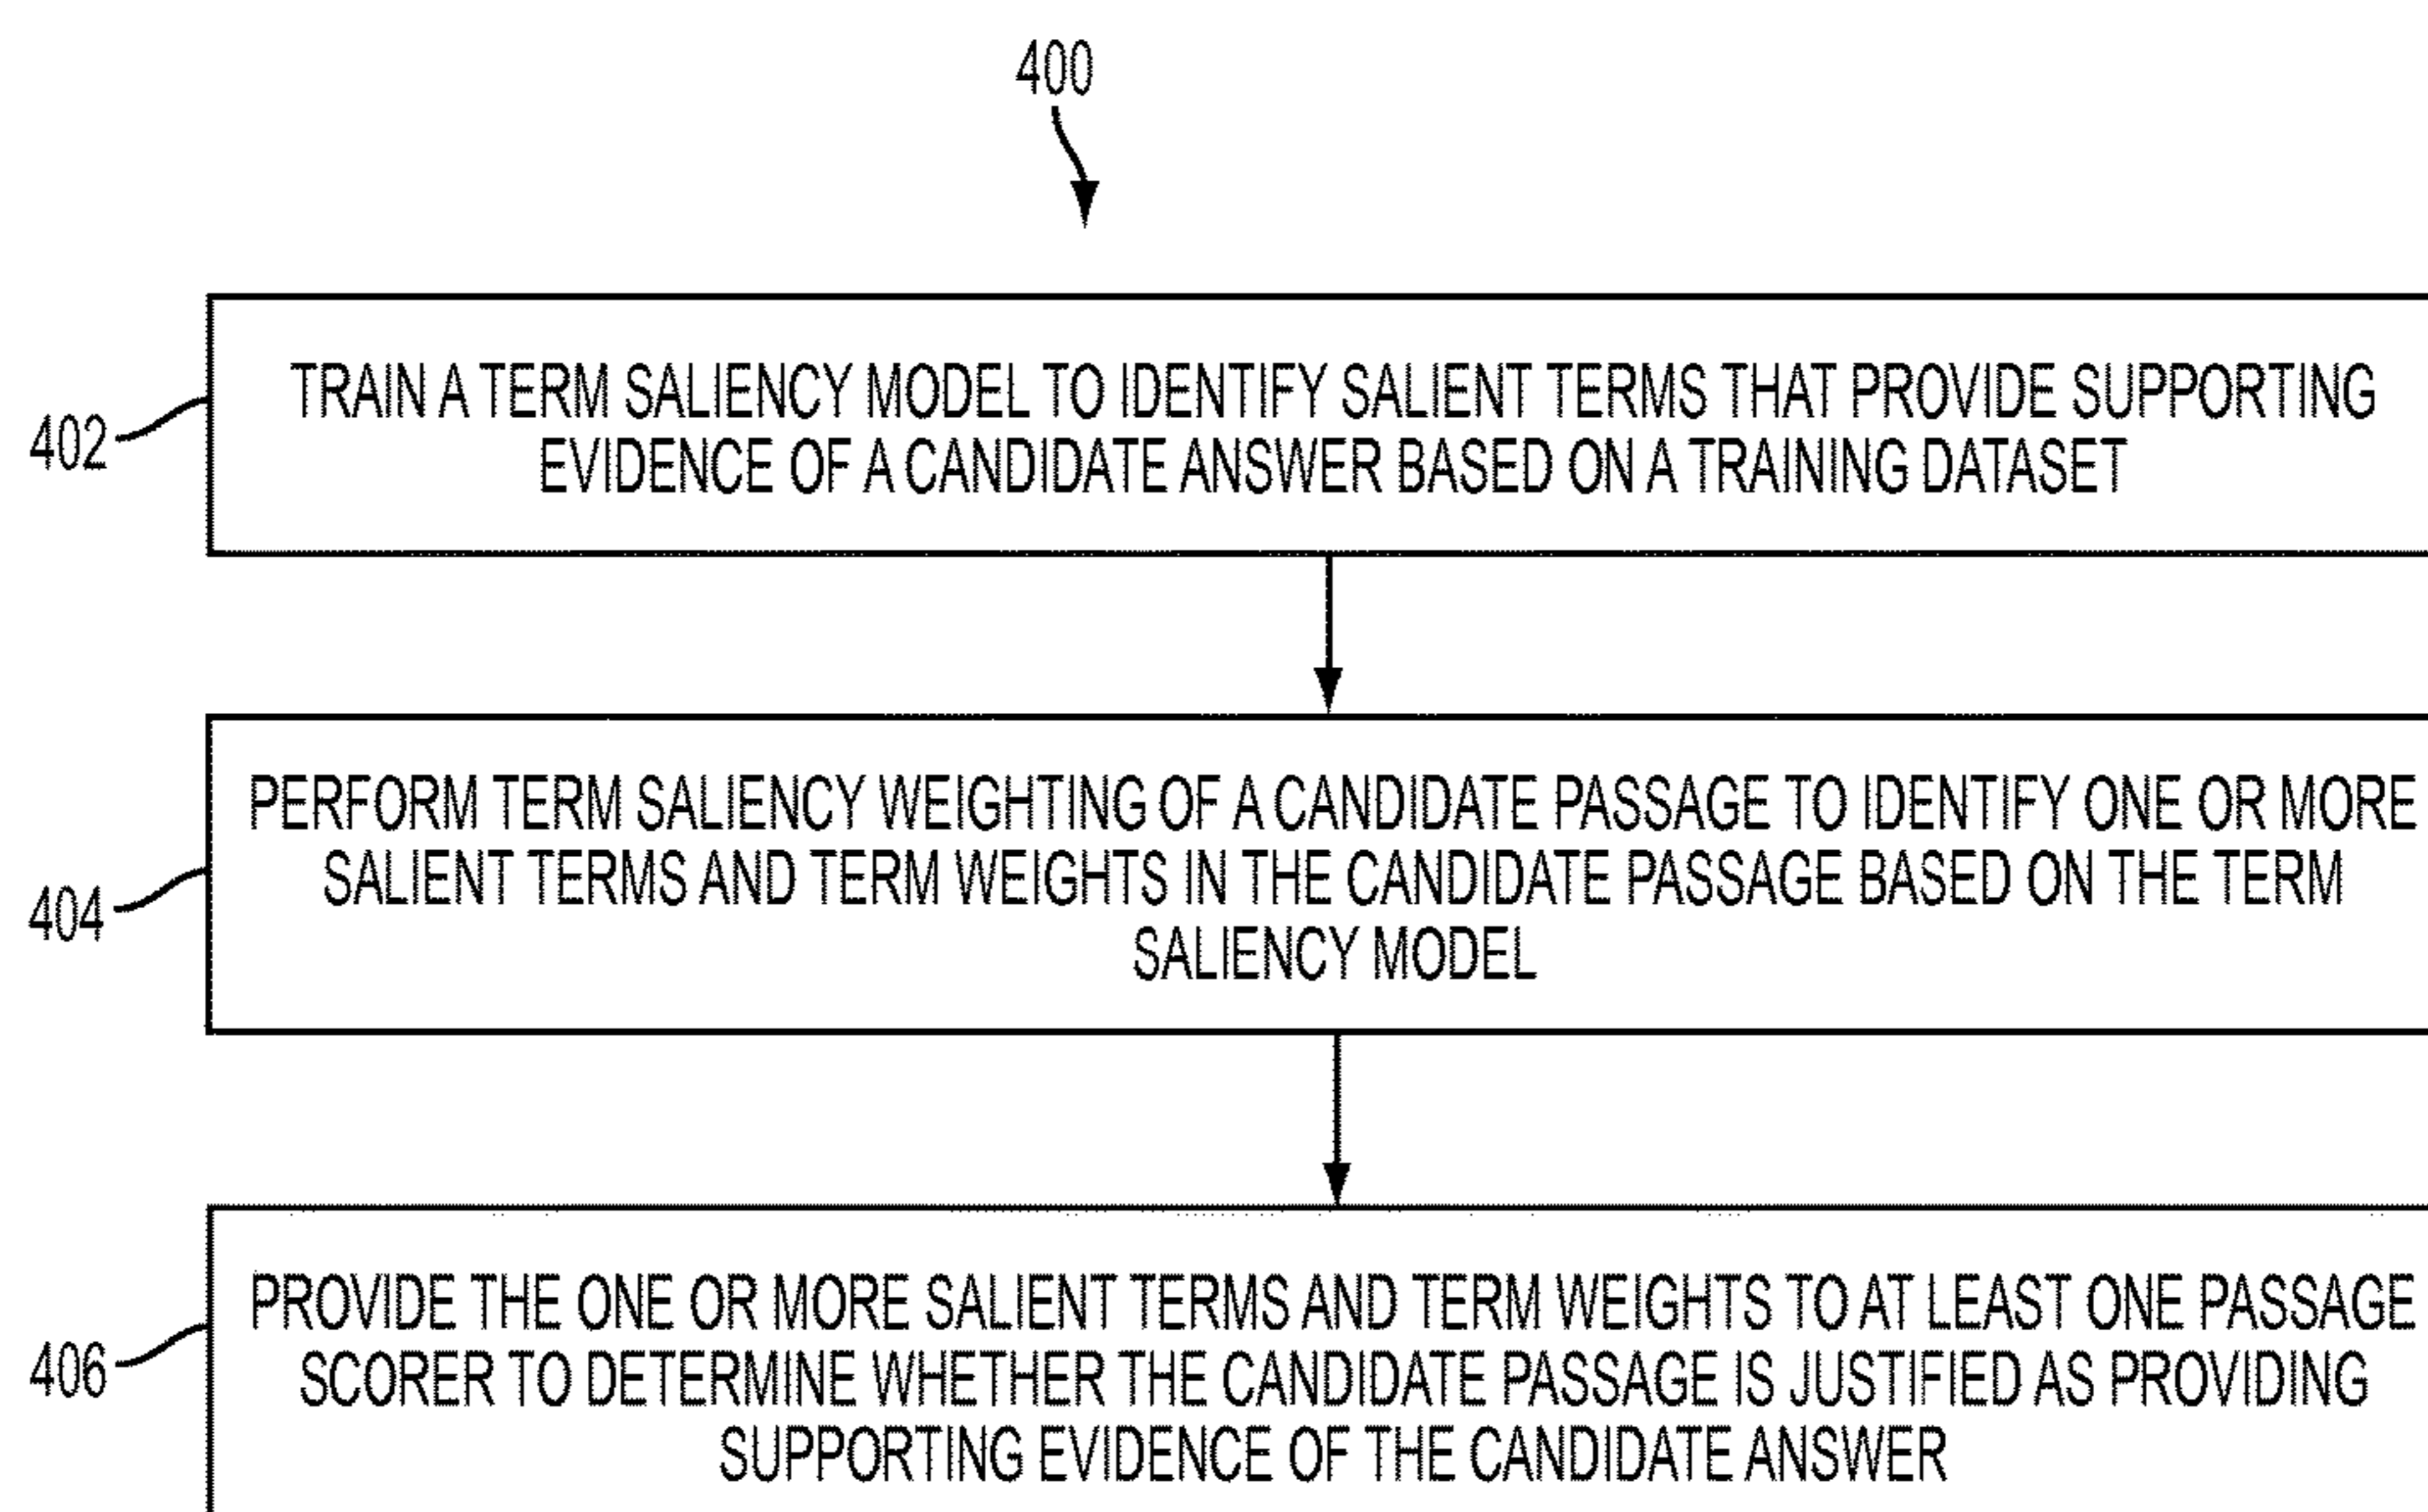 400
402
TRAIN A TERM SALIENCY MODEL TO IDENTIFY SALIENT TERMS THAT PROVIDE SUPPORTING
EVIDENCE OF A CANDIDATE ANSWER BASED ON A TRAINING DATASET
404
PERFORM TERM SALIENCY WEIGHTING OF A CANDIDATE PASSAGE TO IDENTIFY ONE OR MORE
SALIENT TERMS AND TERM WEIGHTS IN THE CANDIDATE PASSAGE BASED ON THE TERM
SALIENCY MODEL
406
PROVIDE THE ONE OR MORE SALIENT TERMS AND TERM WEIGHTS TO AT LEAST ONE PASSAGE
SCORER TO DETERMINE WHETHER THE CANDIDATE PASSAGE IS JUSTIFIED AS PROVIDING
SUPPORTING EVIDENCE OF THE CANDIDATE ANSWER